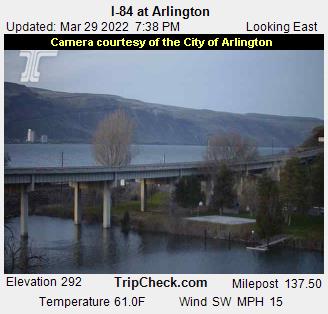 I-84 at Arlington
Updated: Mar 29 2022 7:38 PM Looking East
Camera courtesy of the City of Arlington
Elevation 292 TripCheck.com Milepost 137.50
Temperature 61.0F Wind SW MPH 15